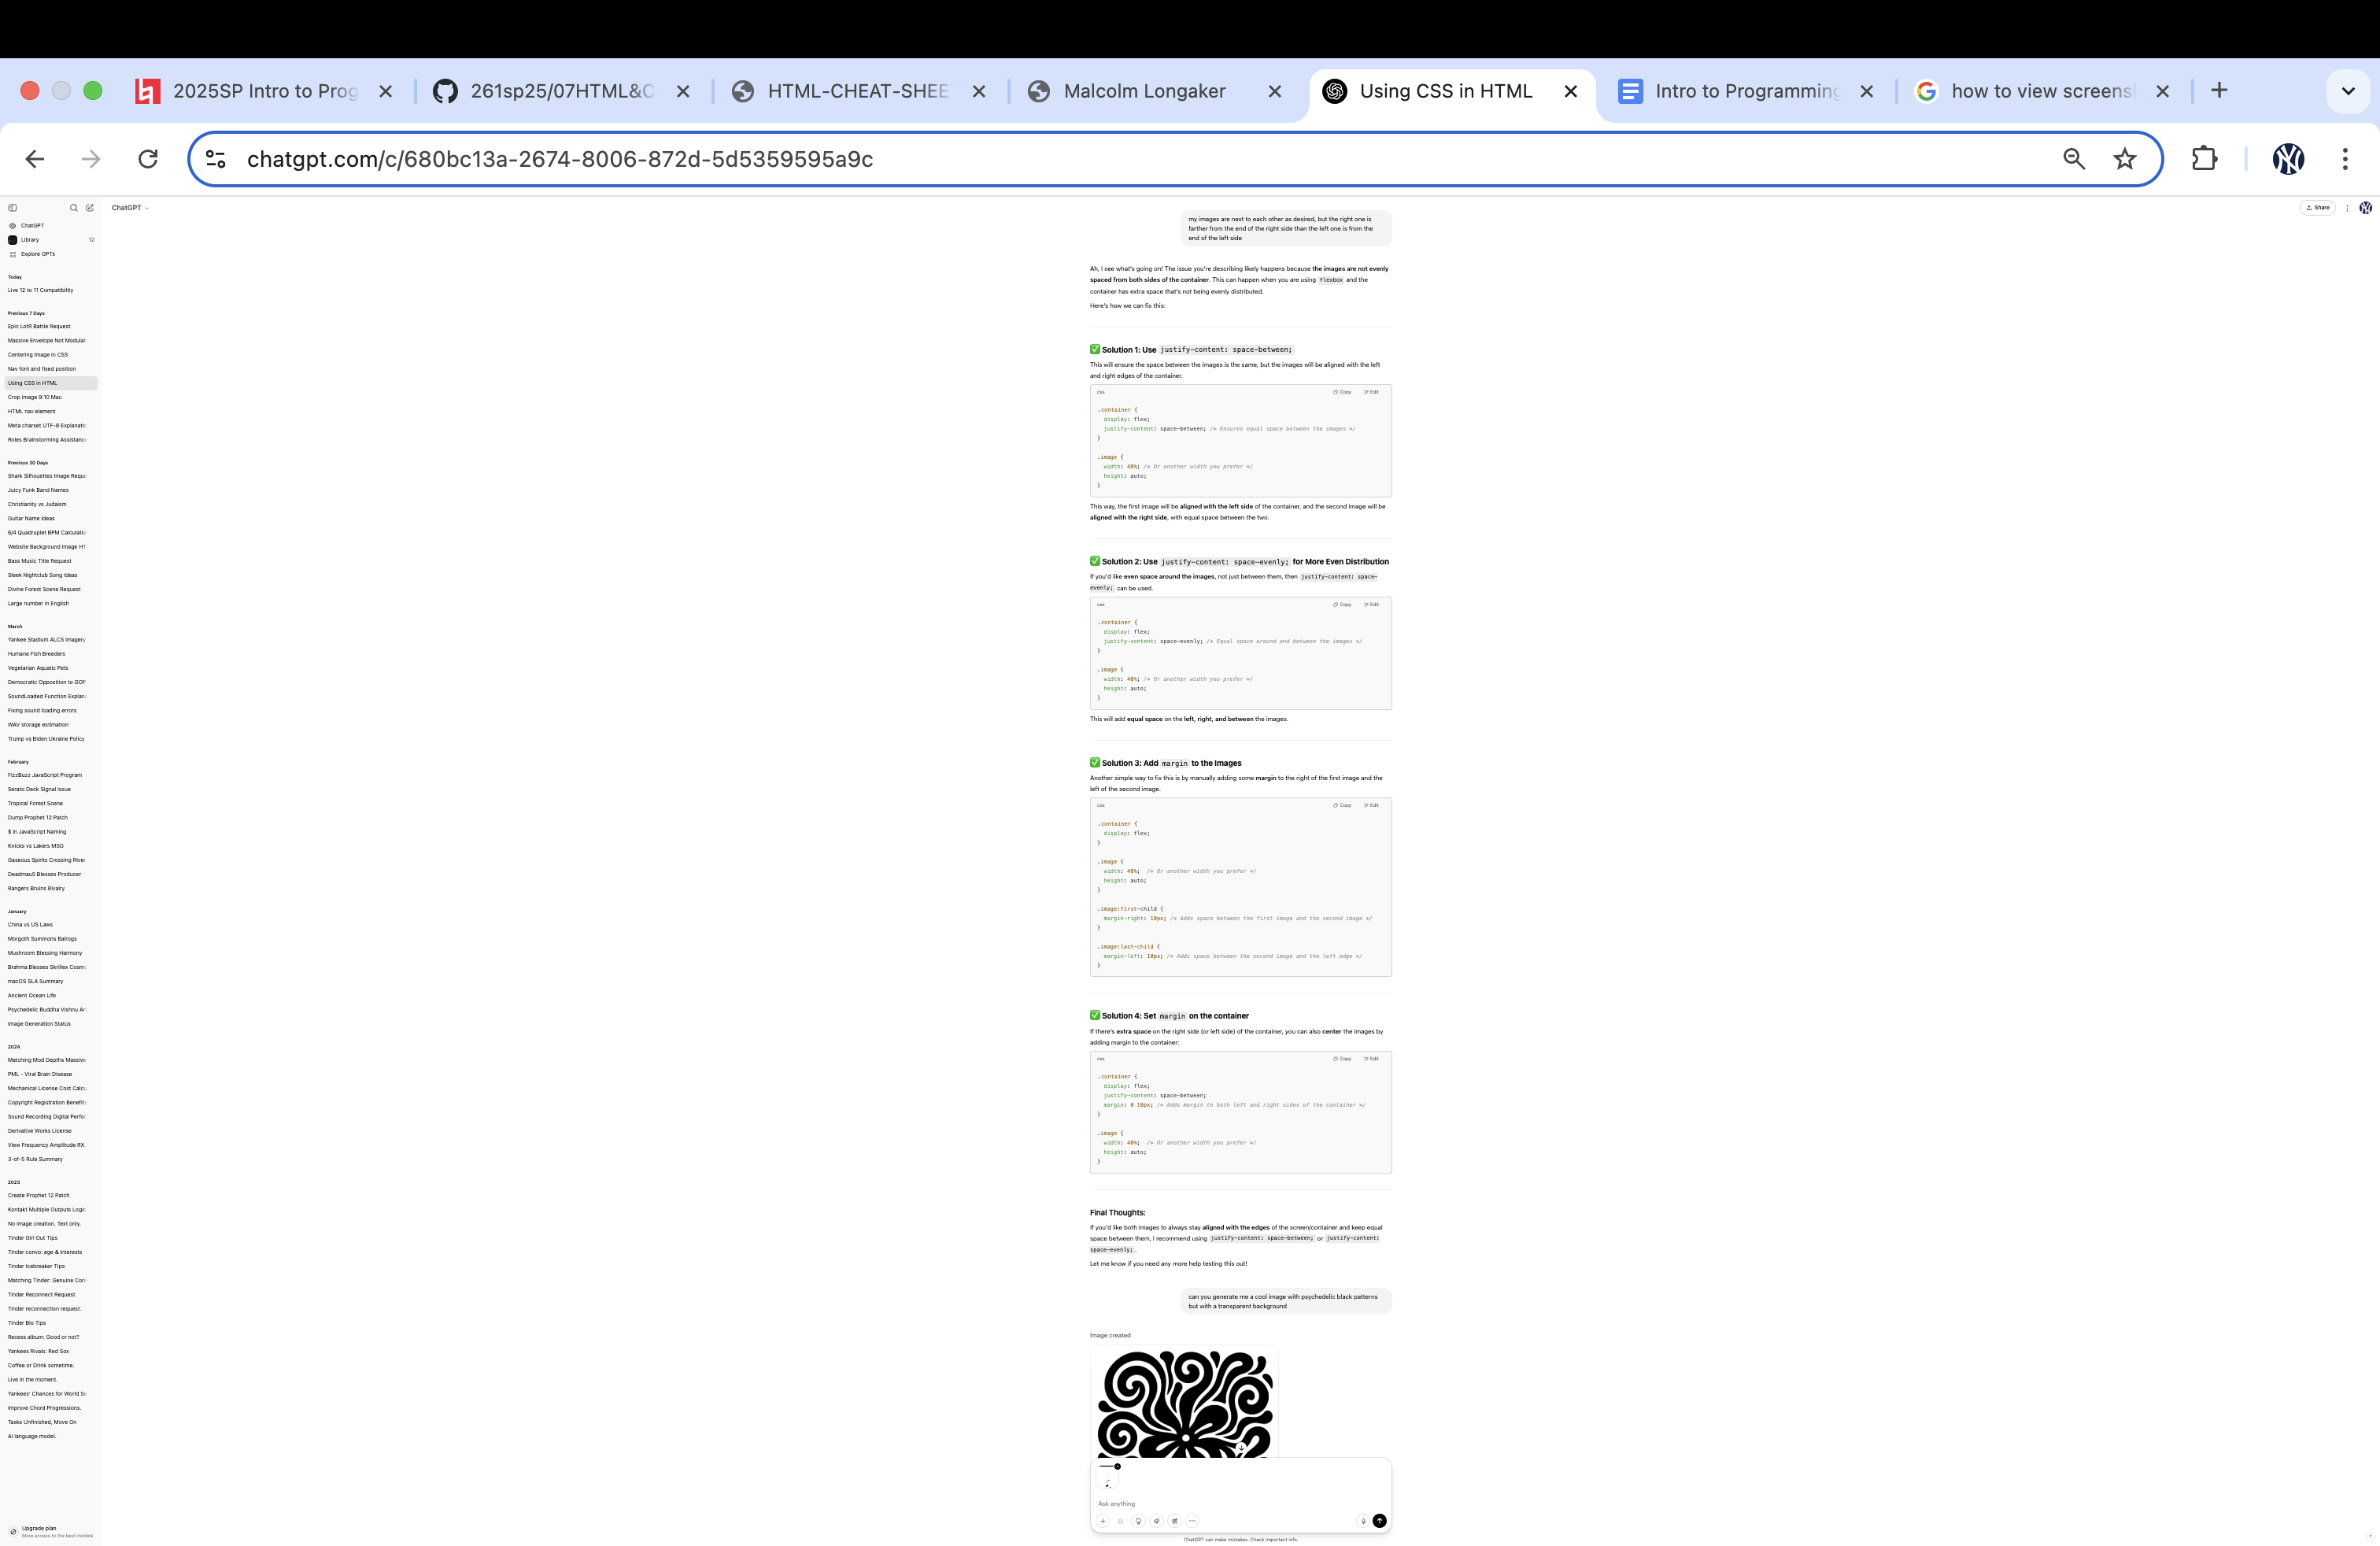 2025SP Intro to Prog
261sp25/07HTML&C
HTML-CHEAT-SHEE
Malcolm Longaker
Using CSS in HTML
Intro to Programming
how to view screens
chatgpt.com/c/680bc13a-2674-8006-872d-5d5359595a9c
ChatGPT
Library 12
Explore GPTs
Today
Live 12 to 11 Compatibility
Previous 7 Days
Epic LotR Battle Request
Massive Envelope Not Modulat
Centering Image in CSS
Nav font and fixed position
Using CSS in HTML
Crop Image 9:10 Mac
HTML nav element
Meta charset UTF-8 Explanatic
Roles Brainstorming Assistance
Previous 30 Days
Shark Silhouettes Image Reque
Juicy Funk Band Names
Christianity vs Judaism
Guitar Name Ideas
6/4 Quadruplet BPM Calculatio
Website Background Image HT
Bass Music Title Request
Sleek Nightclub Song Ideas
Divine Forest Scene Request
Large number in English
March
Yankee Stadium ALCS Imagery
Humane Fish Breeders
Vegetarian Aquatic Pets
Democratic Opposition to GOP
SoundLoaded Function Explana
Fixing sound loading errors
WAV storage estimation
Trump vs Biden Ukraine Policy
February
FizzBuzz JavaScript Program
Serato Deck Signal Issue
Tropical Forest Scene
Dump Prophet 12 Patch
$ in JavaScript Naming
Knicks vs Lakers MSG
Gaseous Spirits Crossing River
Deadmau5 Blesses Producer
Rangers Bruins Rivalry
January
China vs US Laws
Morgoth Summons Balrogs
Mushroom Blessing Harmony
Brahma Blesses Skrillex Cosmo
macOS SLA Summary
Ancient Ocean Life
Psychedelic Buddha Vishnu Ar
Image Generation Status
2024
Matching Mod Depths Massive
PML - Viral Brain Disease
Mechanical License Cost Calcu
Copyright Registration Benefits
Sound Recording Digital Perfor
Derivative Works License
View Frequency Amplitude RX.
3-of-5 Rule Summary
2023
Create Prophet 12 Patch
Kontakt Multiple Outputs Logic
No image creation. Text only.
Tinder Girl Out Tips
Tinder convo: age & interests
Tinder Icebreaker Tips
Matching Tinder: Genuine Con
Tinder Reconnect Request
Tinder reconnection request.
Tinder Bio Tips
Recess album: Good or not?
Yankees Rivals: Red Sox
Coffee or Drink sometime.
Live in the moment.
Yankees' Chances for World Se
Improve Chord Progressions.
Tasks Unfinished, Move On
AI language model.
Upgrade plan
More access to the best models
ChatGPT
Share
my images are next to each other as desired, but the right one is
farther from the end of the right side than the left one is from the
end of the left side
Ah, I see what's going on! The issue you're describing likely happens because the images are not evenly
spaced from both sides of the container. This can happen when you are using flexbox and the
container has extra space that's not being evenly distributed.
Here's how we can fix this:
✅ Solution 1: Use justify-content: space-between;
This will ensure the space between the images is the same, but the images will be aligned with the left
and right edges of the container.
css Copy Edit
.container {
display: flex;
justify-content: space-between; /* Ensures equal space between the images */
}
.image {
width: 48%; /* Or another width you prefer */
height: auto;
}
This way, the first image will be aligned with the left side of the container, and the second image will be
aligned with the right side, with equal space between the two.
✅ Solution 2: Use justify-content: space-evenly; for More Even Distribution
If you'd like even space around the images, not just between them, then justify-content: space-
evenly; can be used.
css Copy Edit
.container {
display: flex;
justify-content: space-evenly; /* Equal space around and between the images */
}
.image {
width: 48%; /* Or another width you prefer */
height: auto;
}
This will add equal space on the left, right, and between the images.
✅ Solution 3: Add margin to the Images
Another simple way to fix this is by manually adding some margin to the right of the first image and the
left of the second image.
css Copy Edit
.container {
display: flex;
}
.image {
width: 48%; /* Or another width you prefer */
height: auto;
}
.image:first-child {
margin-right: 10px; /* Adds space between the first image and the second image */
}
.image:last-child {
margin-left: 10px; /* Adds space between the second image and the left edge */
}
✅ Solution 4: Set margin on the container
If there's extra space on the right side (or left side) of the container, you can also center the images by
adding margin to the container:
css Copy Edit
.container {
display: flex;
justify-content: space-between;
margin: 0 10px; /* Adds margin to both left and right sides of the container */
}
.image {
width: 48%; /* Or another width you prefer */
height: auto;
}
Final Thoughts:
If you'd like both images to always stay aligned with the edges of the screen/container and keep equal
space between them, I recommend using justify-content: space-between; or justify-content:
space-evenly; .
Let me know if you need any more help testing this out!
can you generate me a cool image with psychedelic black patterns
but with a transparent background
Image created
Ask anything
ChatGPT can make mistakes. Check important info.
?